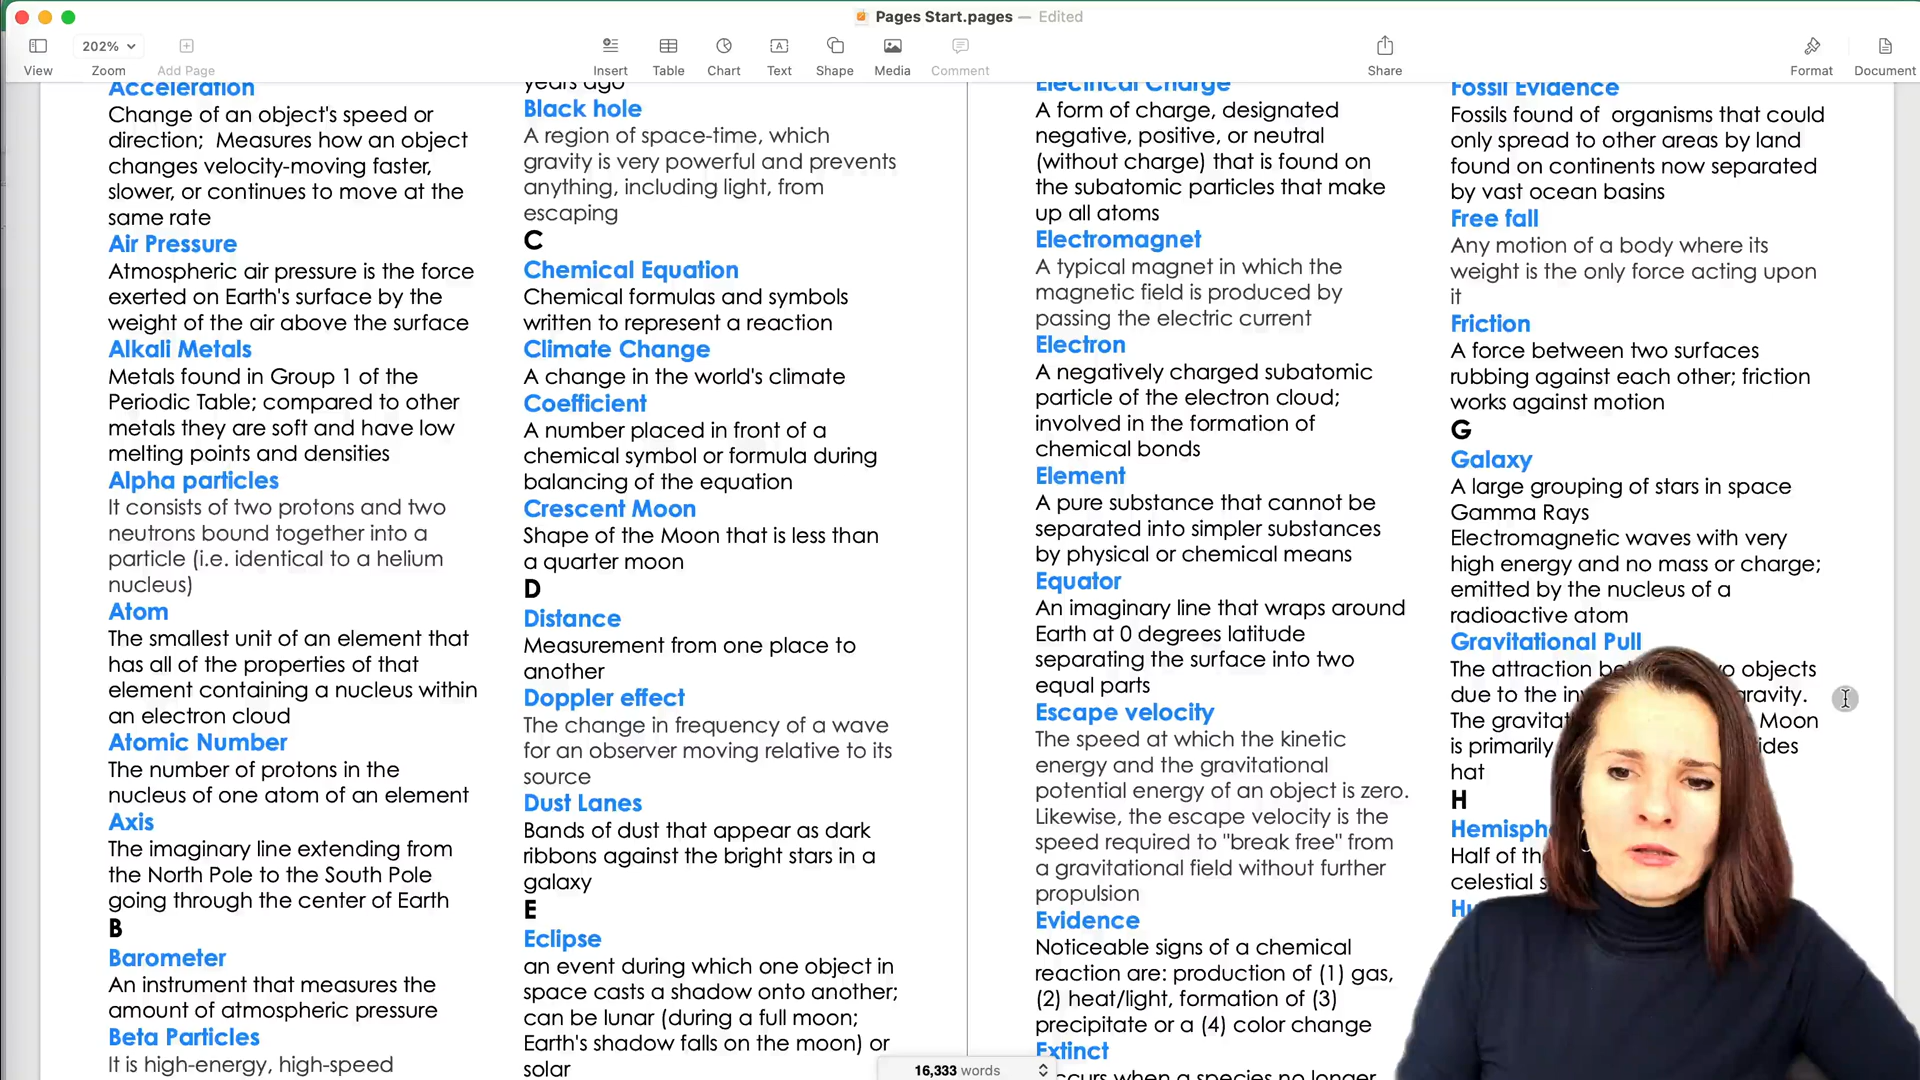 Pages Start.pages — Edited
202%
View
Zoom
Add Page
Insert
Table
Chart
Text
Shape
Media
Comment
Share
Format
Document
Acceleration
Change of an object's speed or
direction;  Measures how an object
changes velocity-moving faster,
slower, or continues to move at the
same rate
Air Pressure
Atmospheric air pressure is the force
exerted on Earth's surface by the
weight of the air above the surface
Alkali Metals
Metals found in Group 1 of the
Periodic Table; compared to other
metals they are soft and have low
melting points and densities
Alpha particles
It consists of two protons and two
neutrons bound together into a
particle (i.e. identical to a helium
nucleus)
Atom
The smallest unit of an element that
has all of the properties of that
element containing a nucleus within
an electron cloud
Atomic Number
The number of protons in the
nucleus of one atom of an element
Axis
The imaginary line extending from
the North Pole to the South Pole
going through the center of Earth
B
Barometer
An instrument that measures the
amount of atmospheric pressure
Beta Particles
It is high-energy, high-speed
years ago
Black hole
A region of space-time, which
gravity is very powerful and prevents
anything, including light, from
escaping
C
Chemical Equation
Chemical formulas and symbols
written to represent a reaction
Climate Change
A change in the world's climate
Coefficient
A number placed in front of a
chemical symbol or formula during
balancing of the equation
Crescent Moon
Shape of the Moon that is less than
a quarter moon
D
Distance
Measurement from one place to
another
Doppler effect
The change in frequency of a wave
for an observer moving relative to its
source
Dust Lanes
Bands of dust that appear as dark
ribbons against the bright stars in a
galaxy
E
Eclipse
an event during which one object in
space casts a shadow onto another;
can be lunar (during a full moon;
Earth's shadow falls on the moon) or
solar
Electrical Charge
A form of charge, designated
negative, positive, or neutral
(without charge) that is found on
the subatomic particles that make
up all atoms
Electromagnet
A typical magnet in which the
magnetic field is produced by
passing the electric current
Electron
A negatively charged subatomic
particle of the electron cloud;
involved in the formation of
chemical bonds
Element
A pure substance that cannot be
separated into simpler substances
by physical or chemical means
Equator
An imaginary line that wraps around
Earth at 0 degrees latitude
separating the surface into two
equal parts
Escape velocity
The speed at which the kinetic
energy and the gravitational
potential energy of an object is zero.
Likewise, the escape velocity is the
speed required to "break free" from
a gravitational field without further
propulsion
Evidence
Noticeable signs of a chemical
reaction are: production of (1) gas,
(2) heat/light, formation of (3)
precipitate or a (4) color change
Extinct
occurs when a species no longer
Fossil Evidence
Fossils found of  organisms that could
only spread to other areas by land
found on continents now separated
by vast ocean basins
Free fall
Any motion of a body where its
weight is the only force acting upon
it
Friction
A force between two surfaces
rubbing against each other; friction
works against motion
G
Galaxy
A large grouping of stars in space
Gamma Rays
Electromagnetic waves with very
high energy and no mass or charge;
emitted by the nucleus of a
radioactive atom
Gravitational Pull
The attraction objects
due to the gravity.
The Moon
is primarily
hat
H
Half of
celestial
16,333 words